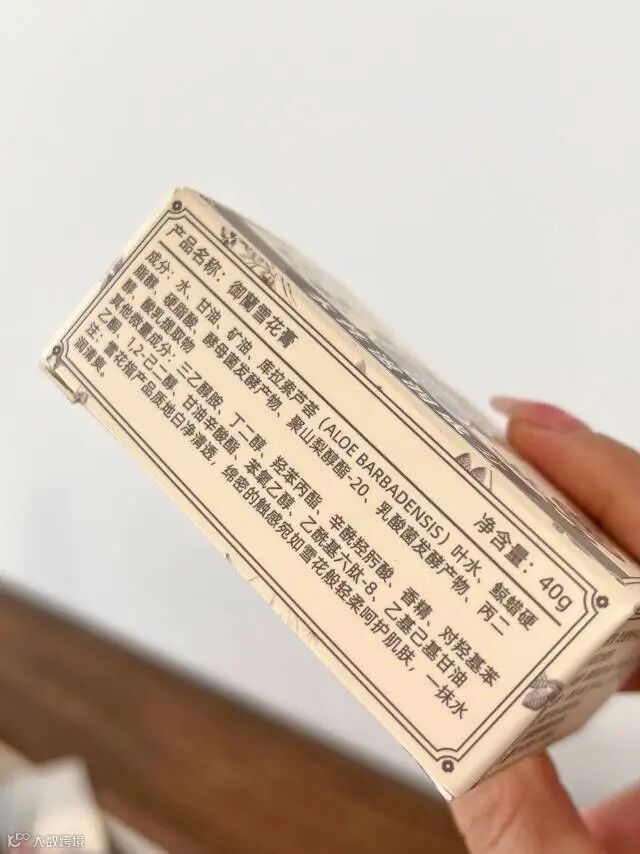 产品名称：御蘭雪花膏
净含量：40g
成分：水、甘油、矿油、库拉索芦荟（ALOE BARBADENSIS）叶水、鲸蜡硬
脂醇、硬脂酸、酵母菌发酵产物、聚山梨醇酯-20、乳酸菌发酵产物、丙二
醇、酸乳提取物
其他微量成分：三乙醇胺、丁二醇、羟苯丙酯、辛酰羟肟酸、香精、对羟基苯
乙酮、1,2-己二醇、甘油辛酸酯、苯氧乙醇、乙酰基六肽-8、乙基己基甘油
注：雪花指产品质地白净清透，绵密的触感宛如雪花般轻柔呵护肌肤，一抹水
润清爽。
大数跨境